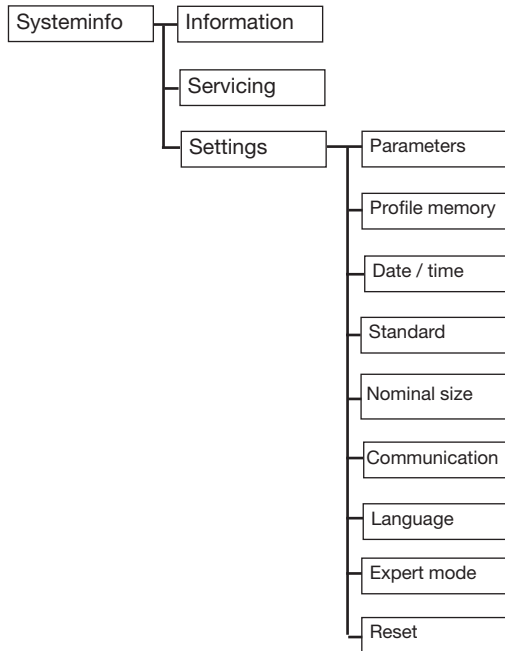 Systeminfo
Information
Servicing
Settings
Parameters
Profile memory
Date / time
Standard
Nominal size
Communication
Language
Expert mode
Reset